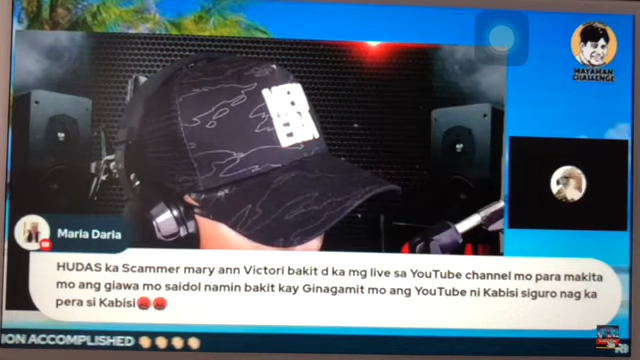 MAYAMAN
CHALLENGE
Maria Daria
HUDAS ka Scammer mary ann Victori bakit d ka mg live sa YouTube channel mo para makita
mo ang giawa mo saidol namin bakit kay Ginagamit mo ang YouTube ni Kabisi siguro nag ka
pera si Kabisi😡😡
ION ACCOMPLISHED 👏🏼👏🏼👏🏼👏🏼